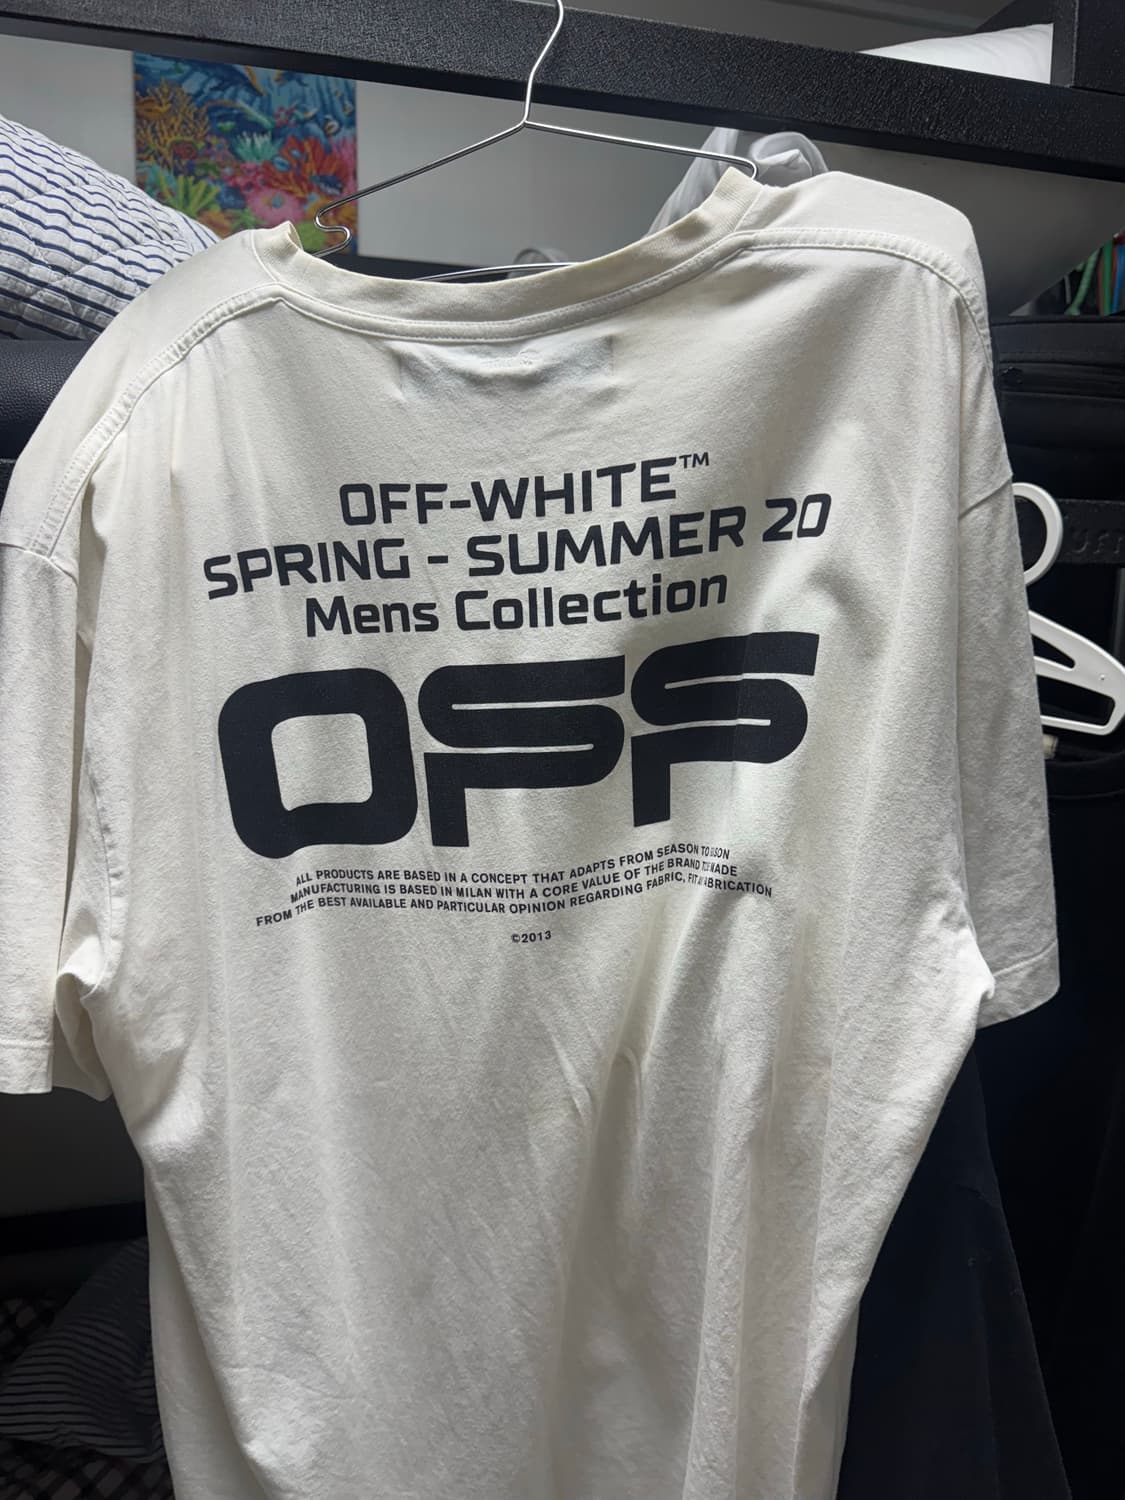 OFF-WHITE™
SPRING - SUMMER 20
Mens Collection
OFF
ALL PRODUCTS ARE BASED IN A CONCEPT THAT ADAPTS FROM SEASON TO
MANUFACTURING IS BASED IN MILAN WITH A CORE VALUE OF THE BRAND
FROM THE BEST AVAILABLE AND PARTICULAR OPINION REGARDING FABRIC,
©2013